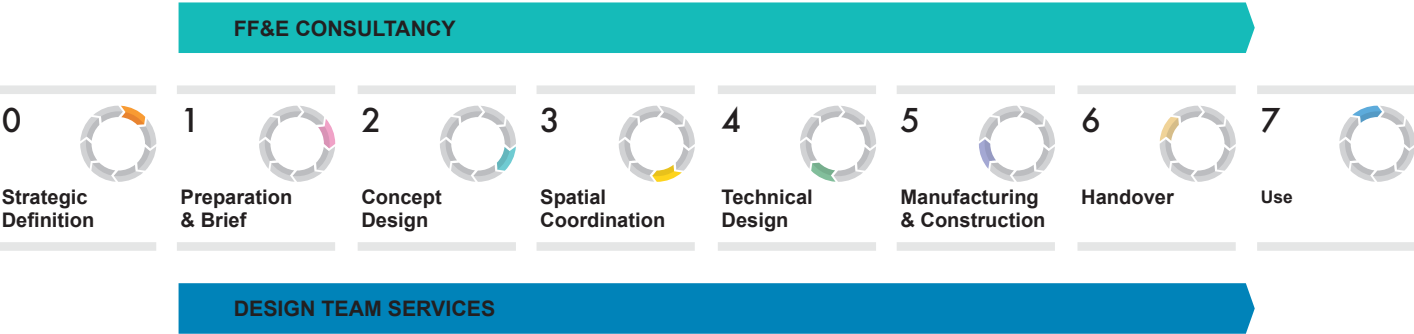 FF&E CONSULTANCY
0
1
2
3
4
5
6
7
Strategic
Definition
Preparation
& Brief
Concept
Design
Spatial
Coordination
Technical
Design
Manufacturing
& Construction
Handover
Use
DESIGN TEAM SERVICES